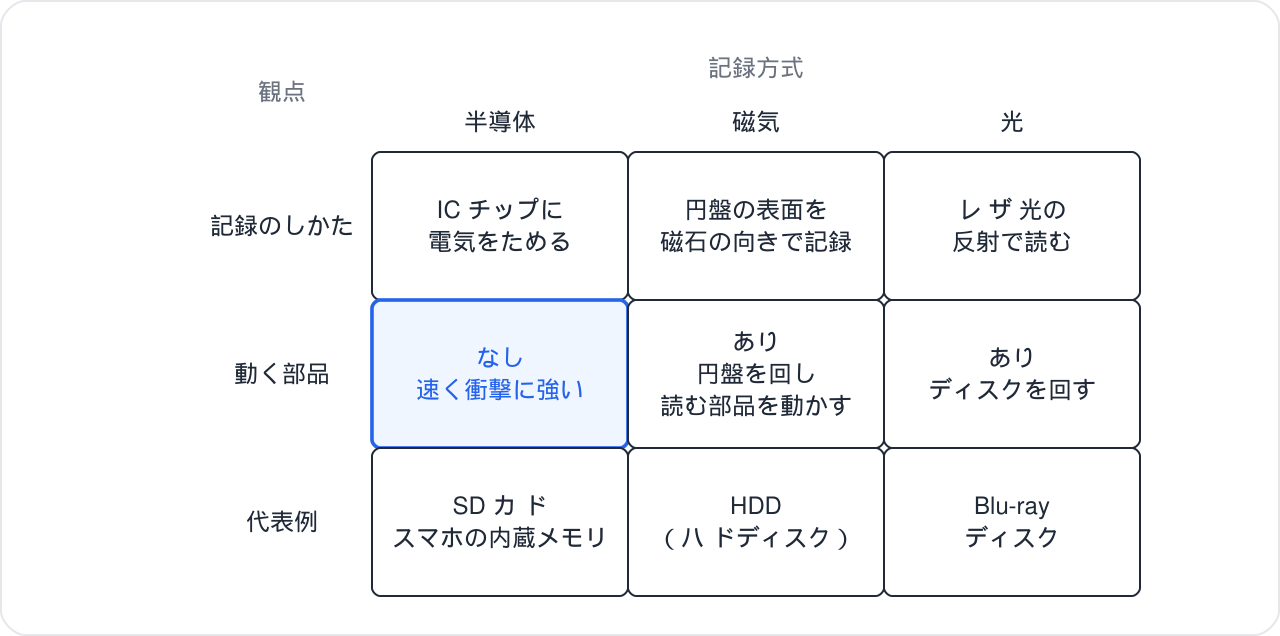 記録方式
観点
半導体
磁気
光
記録のしかた
IC チップに
電気をためる
円盤の表面を
磁石の向きで記録
レ ザ 光の
反射で読む
動く部品
なし
速く衝撃に強い
あり
円盤を回し
読む部品を動かす
あり
ディスクを回す
代表例
SD カ ド
スマホの内蔵メモリ
HDD
( ハ ドディスク )
Blu-ray
ディスク